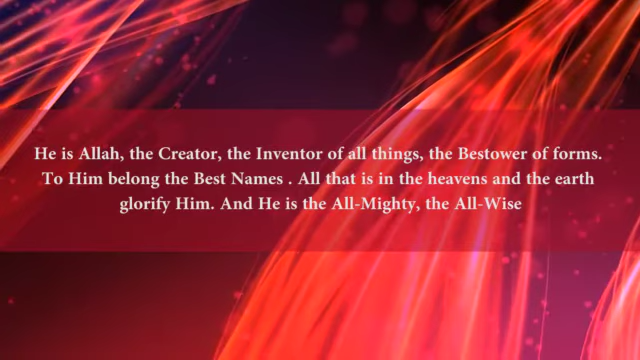 He is Allah, the Creator, the Inventor of all things, the Bestower of forms.
To Him belong the Best Names . All that is in the heavens and the earth
glorify Him. And He is the All-Mighty, the All-Wise